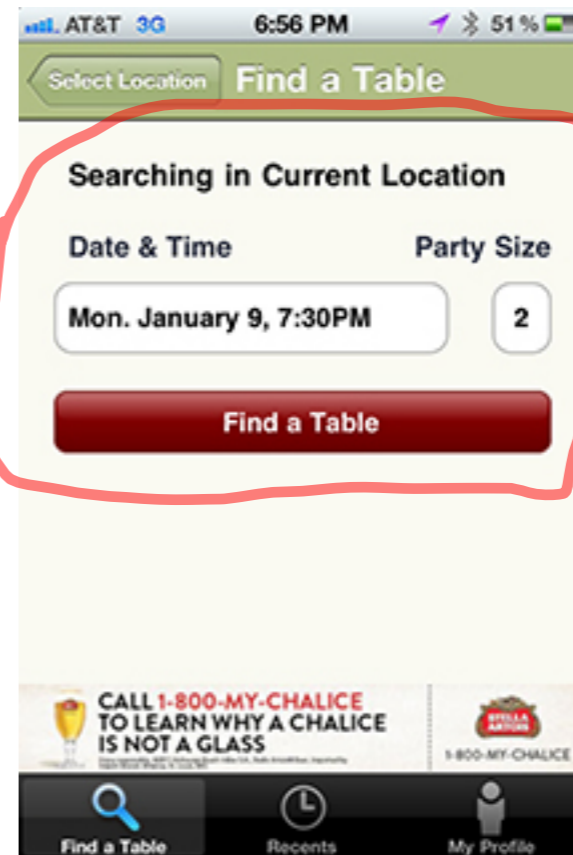 AT&T 3G 6:56 PM 51%
Select Location Find a Table
Searching in Current Location
Date & Time Party Size
Mon. January 9, 7:30PM 2
Find a Table
CALL 1-800-MY-CHALICE
TO LEARN WHY A CHALICE
IS NOT A GLASS
STELLA
ARTOIS
1-800-MY-CHALICE
Find a Table Recents My Profile